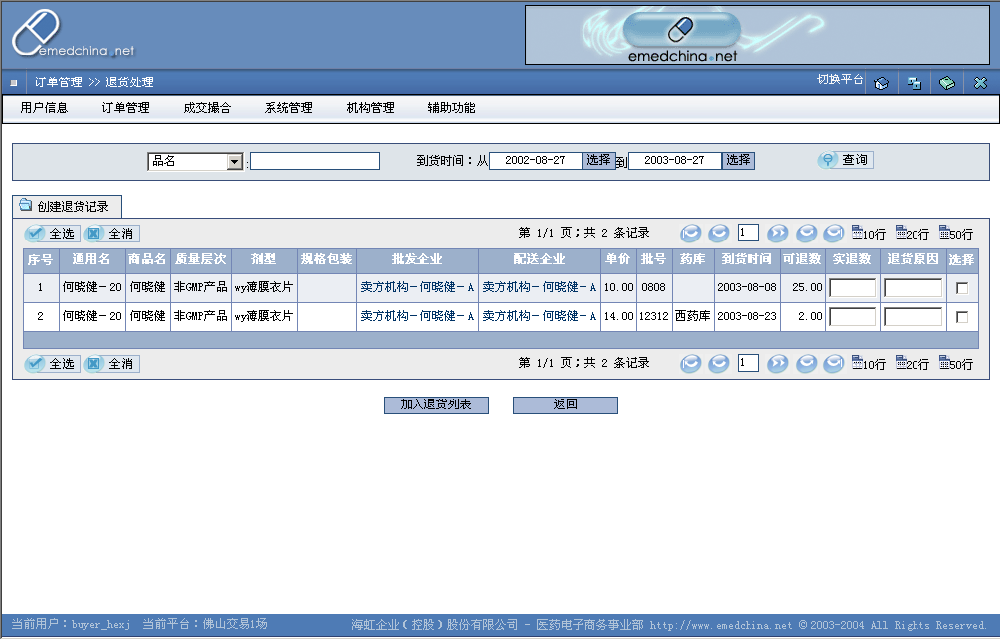 emedchina.net
emedchina.net
订单管理 >> 退货处理 切换平台
用户信息 订单管理 成交撮合 系统管理 机构管理 辅助功能
品名 : 到货时间：从 2002-08-27 选择 到 2003-08-27 选择 查询
创建退货记录
全选 全消 第 1/1 页；共 2 条记录 1 10行 20行 50行
序号 通用名 商品名 质量层次 剂型 规格包装 批发企业 配送企业 单价 批号 药库 到货时间 可退数 实退数 退货原因 选择
1 何晓健－20 何晓健 非GMP产品 wy薄膜衣片 卖方机构－何晓健－A 卖方机构－何晓健－A 10.00 0808 2003-08-08 25.00
2 何晓健－20 何晓健 非GMP产品 wy薄膜衣片 卖方机构－何晓健－A 卖方机构－何晓健－A 14.00 12312 西药库 2003-08-23 2.00
全选 全消 第 1/1 页；共 2 条记录 1 10行 20行 50行
加入退货列表 返回
当前用户：buyer_hexj 当前平台：佛山交易1场 海虹企业（控股）股份有限公司 － 医药电子商务事业部 http://www.emedchina.net ©2003-2004 All Rights Reserved.